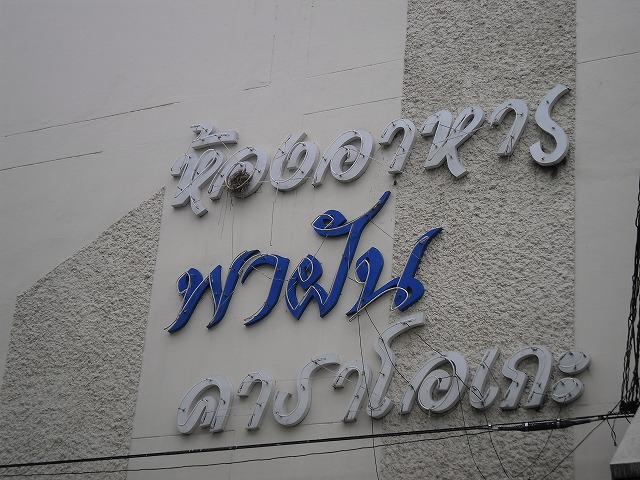 ห้องอาหาร
พาฝัน
คาราโอเกะ